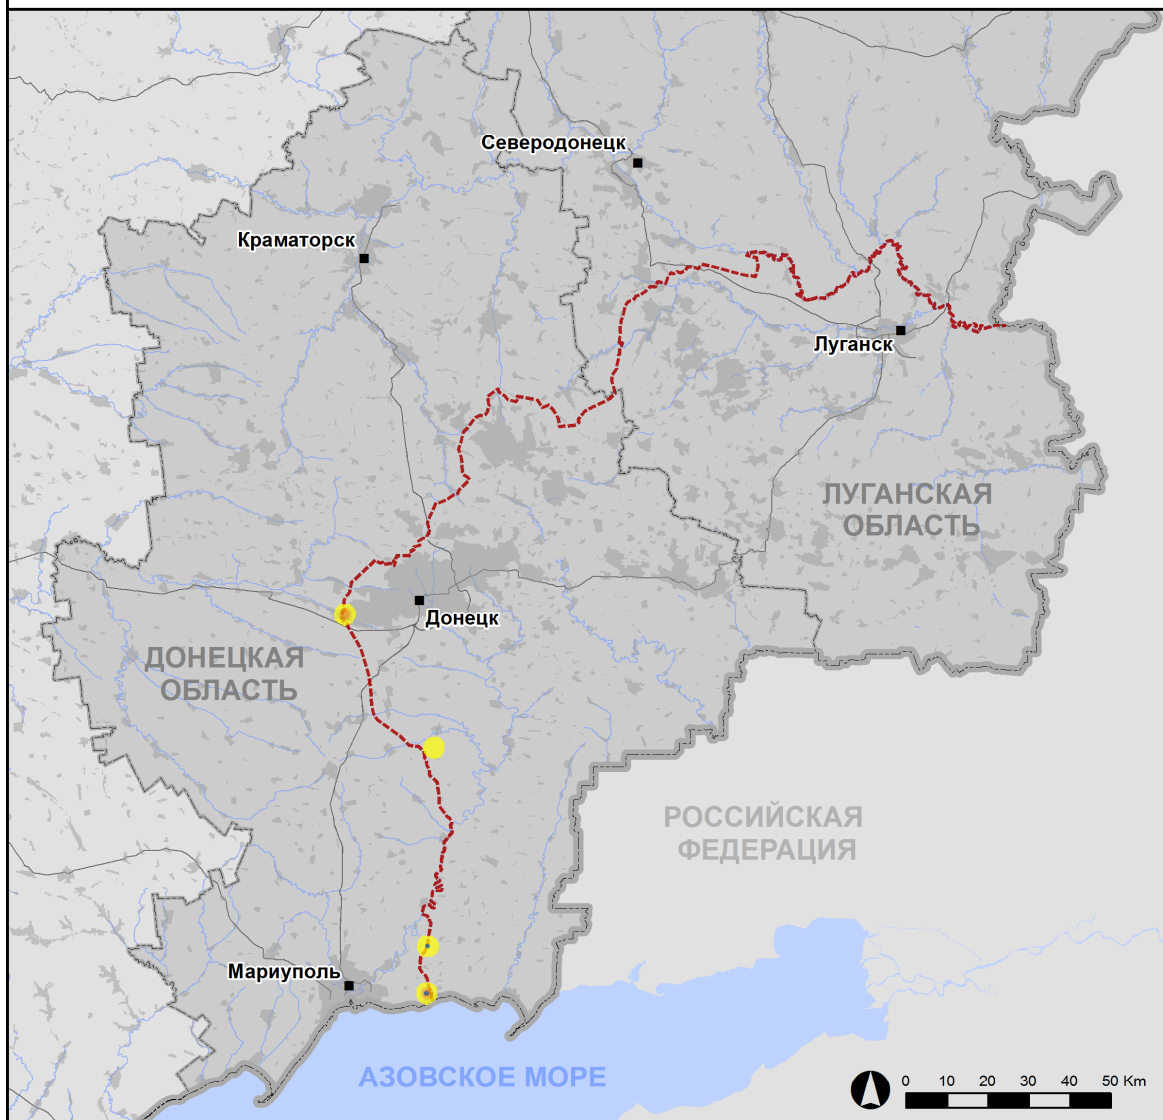 Северодонецк
Краматорск
Луганск
ЛУГАНСКАЯ
ОБЛАСТЬ
Донецк
ДОНЕЦКАЯ
ОБЛАСТЬ
РОССИЙСКАЯ
ФЕДЕРАЦИЯ
Мариуполь
АЗОВСКОЕ МОРЕ
0 10 20 30 40 50 Km